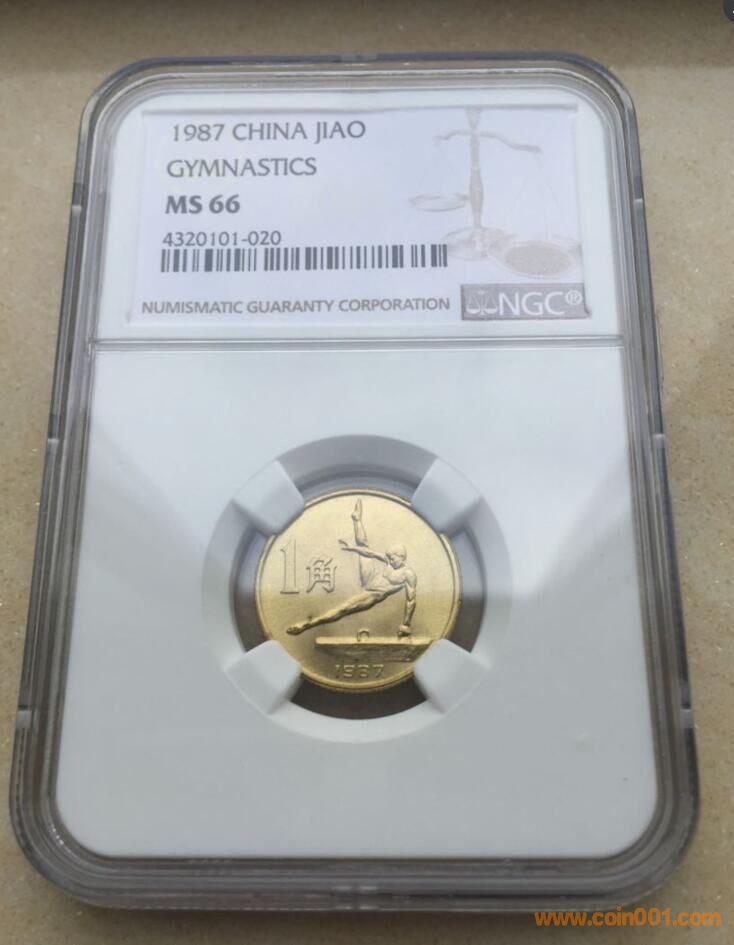 1987 CHINA JIAO
GYMNASTICS
MS 66
4320101-020
NUMISMATIC GUARANTY CORPORATION
NGC®
1角
1987
www.coin001.com